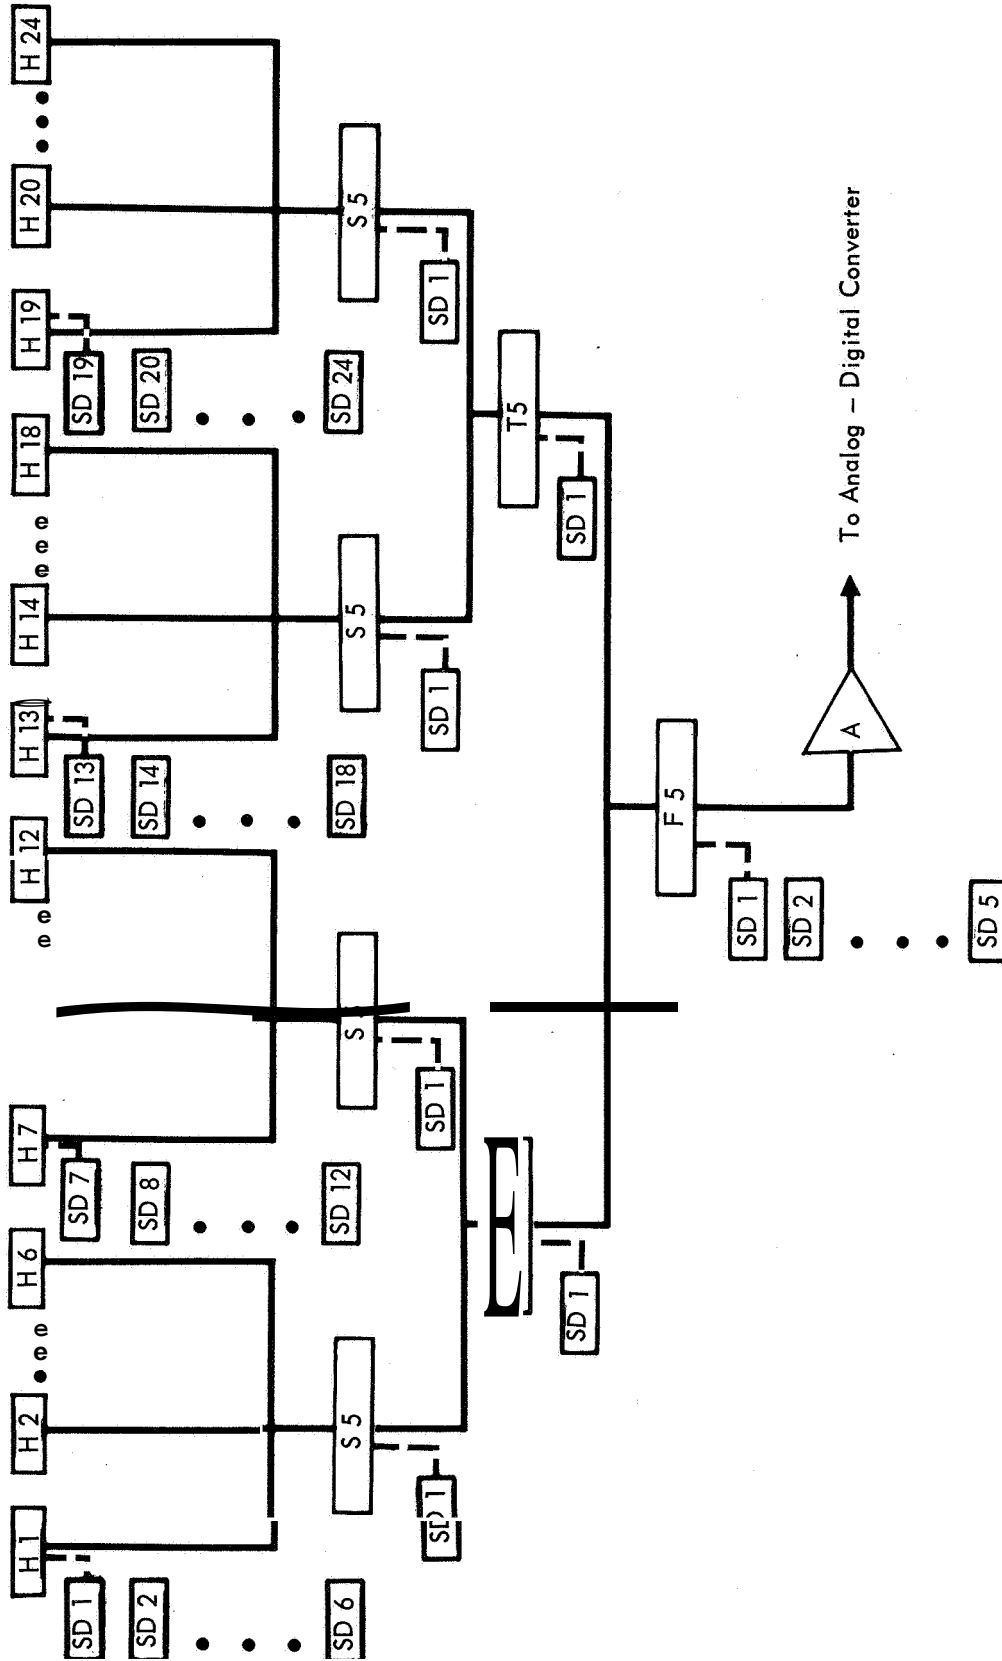 H 1
H 2
● e e
H 6
H 7
e e
H 12
H 13
H 14
e e e
H 18
H 19
H 20
● ● ●
H 24
SD 1
SD 7
SD 13
SD 19
SD 2
SD 8
SD 14
SD 20
● ● ●
● ● ●
● ● ●
● ● ●
SD 6
SD 12
SD 18
SD 24
S 5
S
S 5
S 5
SD 1
SD 1
SD 1
SD 1
T 5
SD 1
SD 1
F 5
SD 1
SD 2
● ● ●
SD 5
A
To Analog – Digital Converter